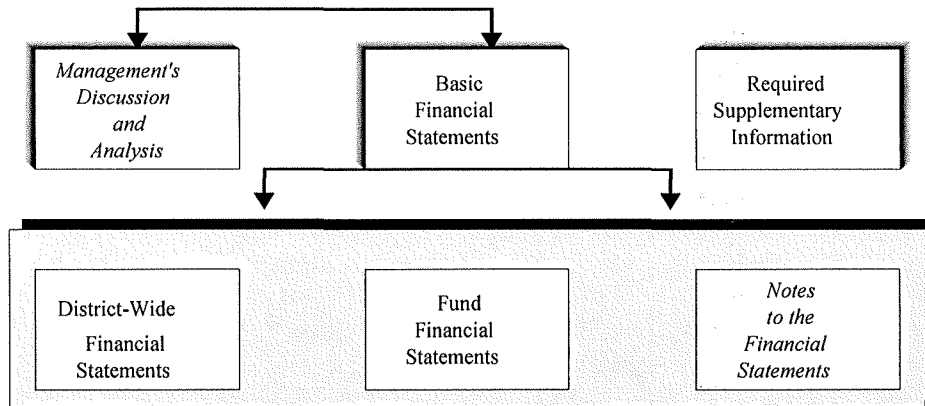 Management's
Discussion
and
Analysis
Basic
Financial
Statements
Required
Supplementary
Information
District-Wide
Financial
Statements
Fund
Financial
Statements
Notes
to the
Financial
Statements